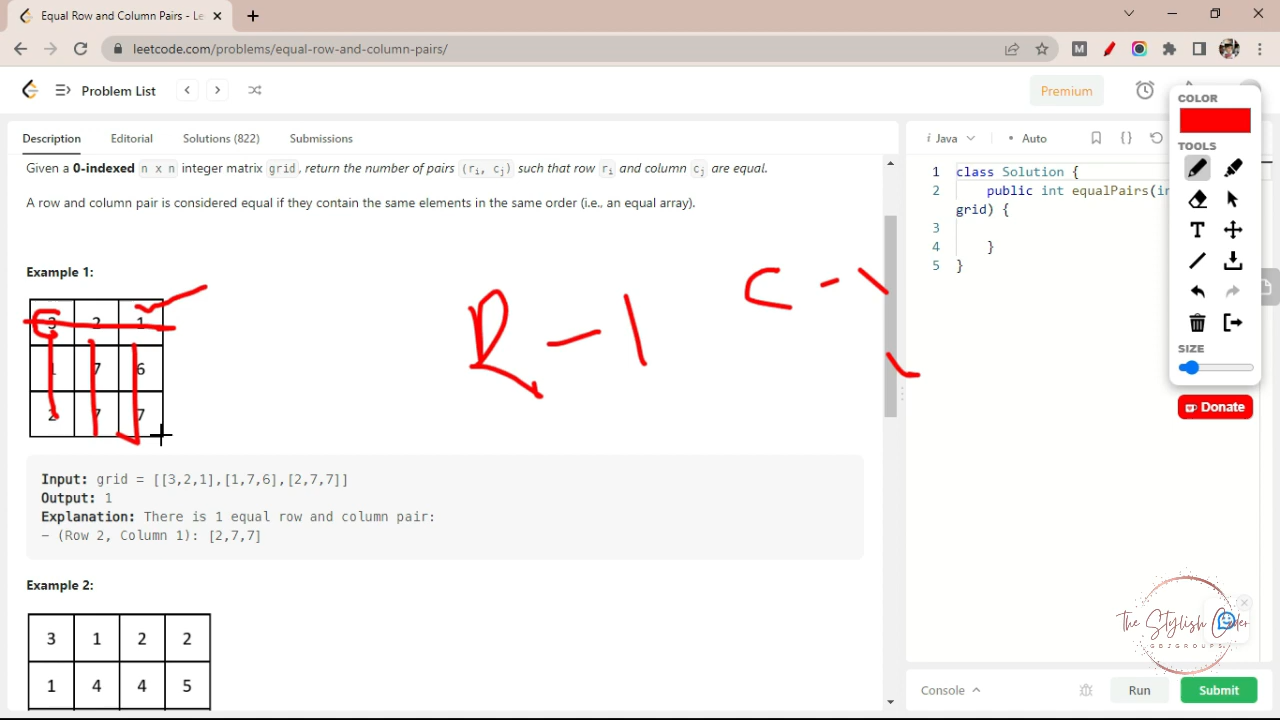 Equal Row and Column Pairs - Le
leetcode.com/problems/equal-row-and-column-pairs/
M
Problem List
Premium
Description Editorial Solutions (822) Submissions
Given a 0-indexed n x n integer matrix grid, return the number of pairs (ri, cj) such that row ri and column cj are equal.
A row and column pair is considered equal if they contain the same elements in the same order (i.e., an equal array).
Example 1:
3 2 1
1 7 6
2 7 7
R - 1
C -
Input: grid = [[3,2,1],[1,7,6],[2,7,7]]
Output: 1
Explanation: There is 1 equal row and column pair:
- (Row 2, Column 1): [2,7,7]
Example 2:
3 1 2 2
1 4 4 5
i Java • Auto
1 class Solution {
2 public int equalPairs(in
grid) {
3
4 }
5 }
COLOR
TOOLS
T
SIZE
Donate
The Stylish Coder
Console Run Submit